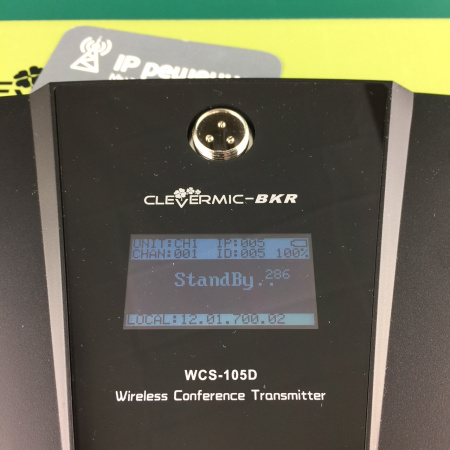 IP
CLEVERMIC-BKR
UNIT:CH1 IP:005
CHAN:001 ID:005 100%
StandBy..286
LOCAL:12.01.700.02
WCS-105D
Wireless Conference Transmitter